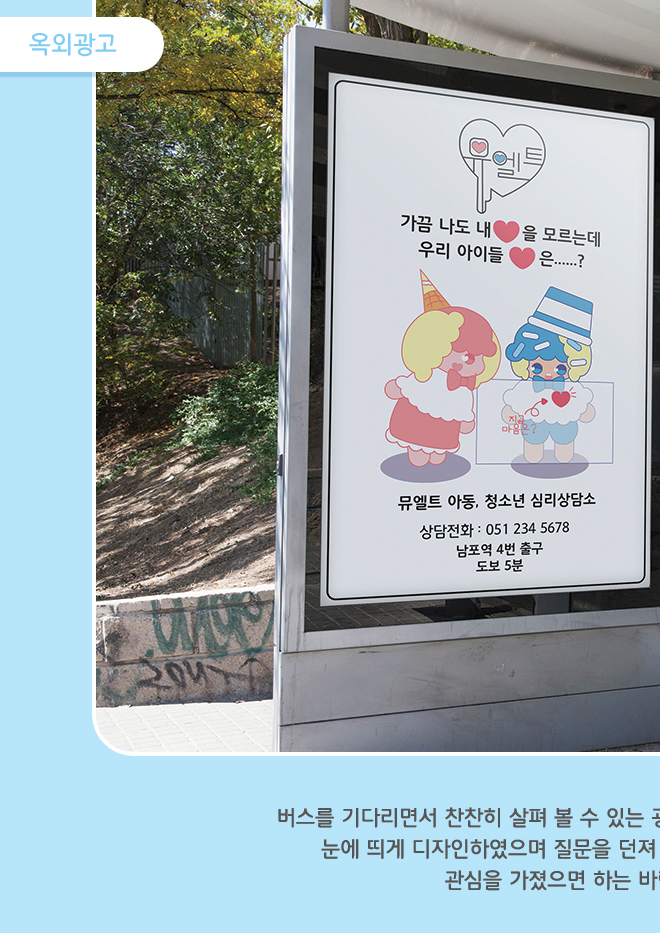 옥외광고
뮤엘트
가끔 나도 내 을 모르는데
우리 아이들 은......?
지금
마음은?
뮤엘트 아동, 청소년 심리상담소
상담전화 : 051 234 5678
남포역 4번 출구
도보 5분
버스를 기다리면서 찬찬히 살펴 볼 수 있는
눈에 띄게 디자인하였으며 질문을 던져
관심을 가졌으면 하는